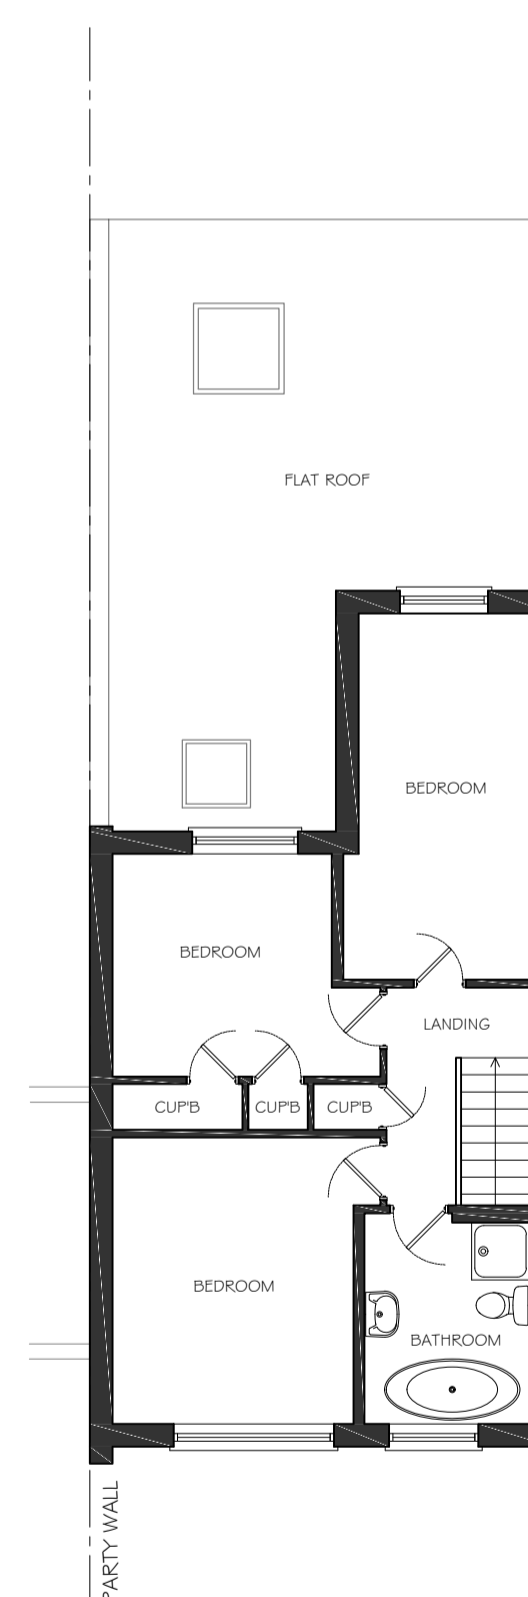 FLAT ROOF
BEDROOM
BEDROOM
LANDING
CUP'B
CUP'B
CUP'B
BEDROOM
BATHROOM
PARTY WALL